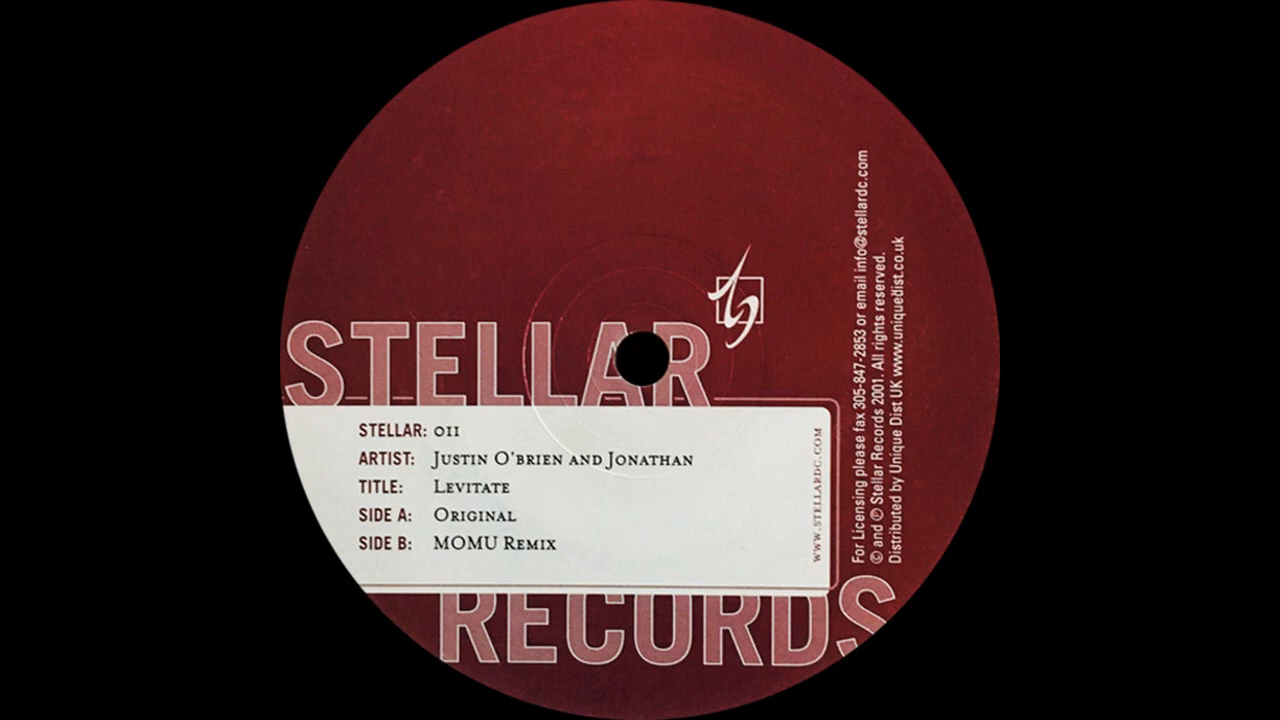 STELLAR
STELLAR: 011
ARTIST: Justin O'brien and Jonathan
TITLE: Levitate
SIDE A: Original
SIDE B: MOMU Remix
WWW.STELLARDC.COM
RECORDS
For Licensing please fax 305-847-2853 or email info@stellardc.com
© and ℗ Stellar Records 2001. All rights reserved.
Distributed by Unique Dist UK www.uniquedist.co.uk